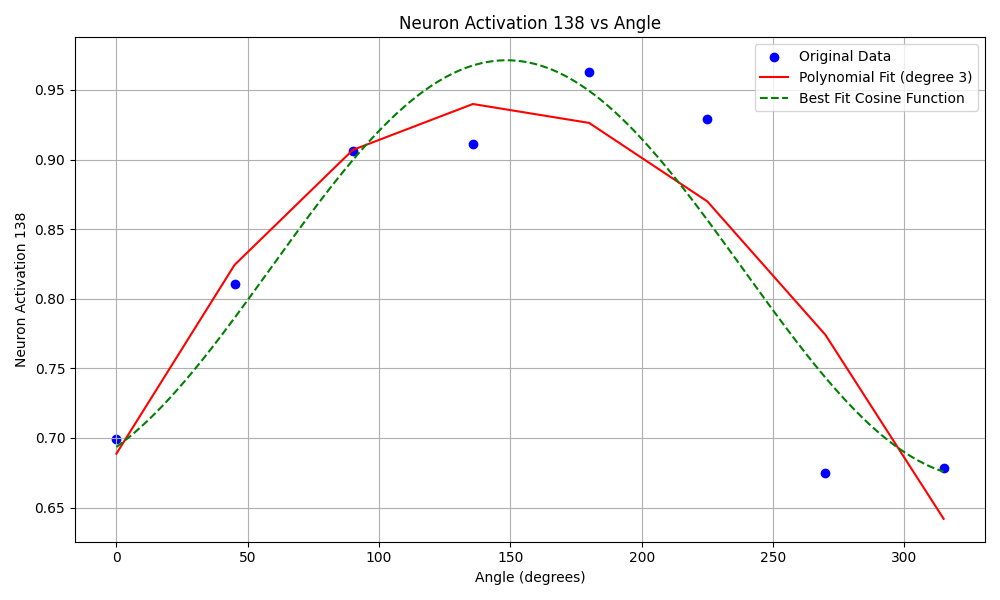 Neuron Activation 138 vs Angle
Original Data
Polynomial Fit (degree 3)
Best Fit Cosine Function
Neuron Activation 138
0.95
0.90
0.85
0.80
0.75
0.70
0.65
0
50
100
150
200
250
300
Angle (degrees)